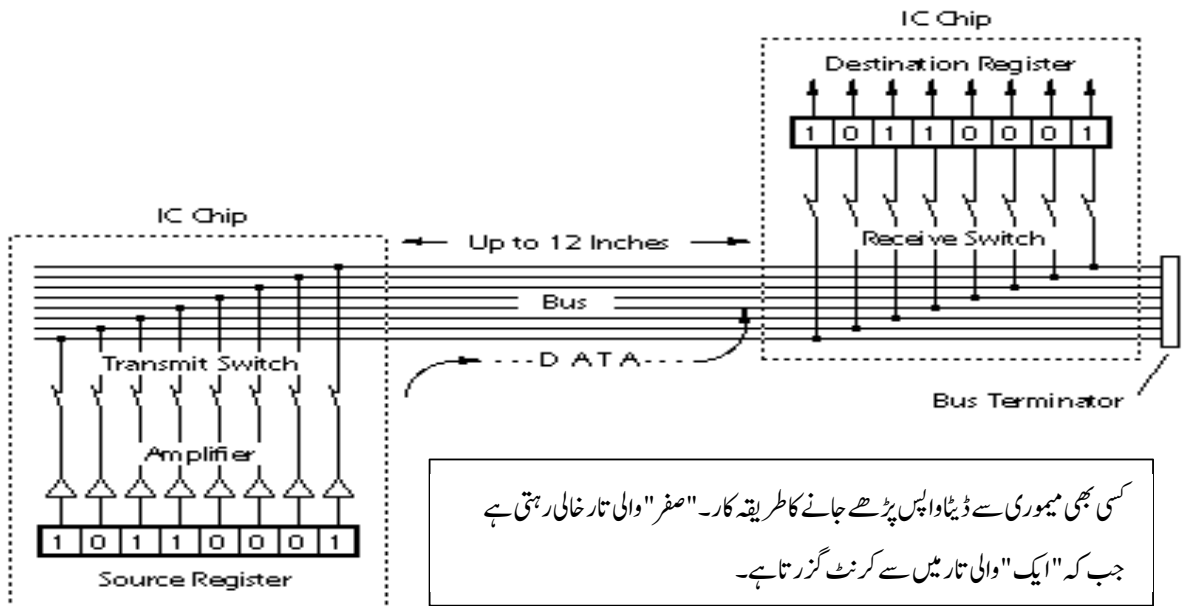 IC Chip
Destination Register
1 0 1 1 0 0 0 1
Receive Switch
IC Chip
Up to 12 Inches
Bus
D A T A
Transmit Switch
Amplifier
1 0 1 1 0 0 0 1
Source Register
Bus Terminator
کسی بھی میموری سے ڈیٹا واپس پڑھے جانے کا طریقہ کار۔ "صفر" والی تار خالی رہتی ہے
جب کہ "ایک" والی تار میں سے کرنٹ گزرتا ہے۔